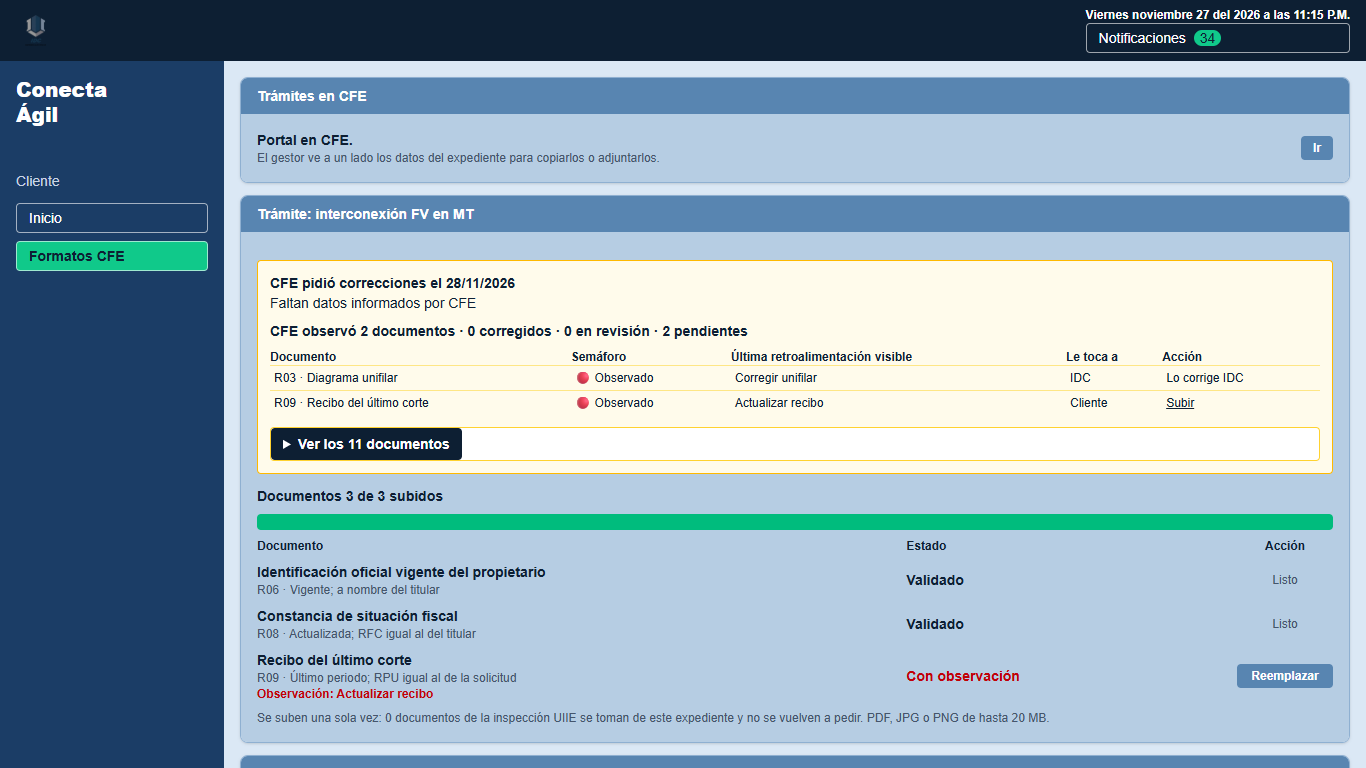 Viernes noviembre 27 del 2026 a las 11:15 P.M.
Notificaciones 34
Conecta
Ágil
Cliente
Inicio
Formatos CFE
Trámites en CFE
Portal en CFE.
El gestor ve a un lado los datos del expediente para copiarlos o adjuntarlos.
Ir
Trámite: interconexión FV en MT
CFE pidió correcciones el 28/11/2026
Faltan datos informados por CFE
CFE observó 2 documentos · 0 corregidos · 0 en revisión · 2 pendientes
Documento Semáforo Última retroalimentación visible Le toca a Acción
R03 · Diagrama unifilar Observado Corregir unifilar IDC Lo corrige IDC
R09 · Recibo del último corte Observado Actualizar recibo Cliente Subir
Ver los 11 documentos
Documentos 3 de 3 subidos
Documento Estado Acción
Identificación oficial vigente del propietario
R06 · Vigente; a nombre del titular
Validado Listo
Constancia de situación fiscal
R08 · Actualizada; RFC igual al del titular
Validado Listo
Recibo del último corte
R09 · Último periodo; RPU igual al de la solicitud
Observación: Actualizar recibo
Con observación Reemplazar
Se suben una sola vez: 0 documentos de la inspección UIIE se toman de este expediente y no se vuelven a pedir. PDF, JPG o PNG de hasta 20 MB.